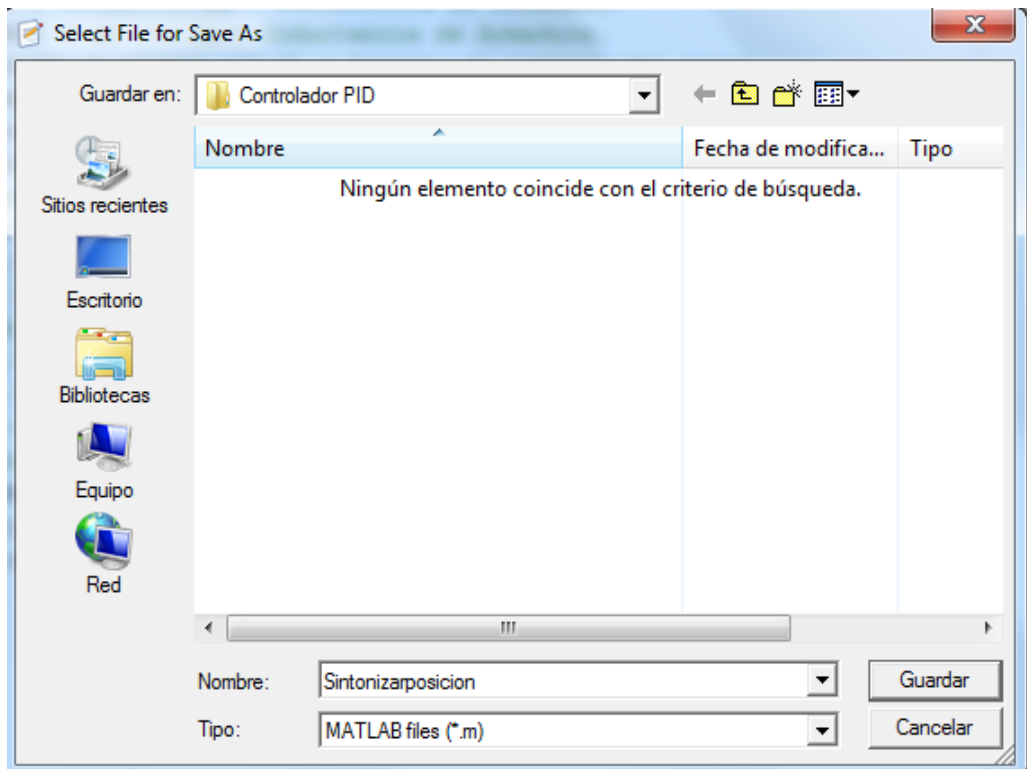 Select File for Save As
Guardar en: Controlador PID
Nombre Fecha de modifica... Tipo
Ningún elemento coincide con el criterio de búsqueda.
Sitios recientes
Escritorio
Bibliotecas
Equipo
Red
Nombre: Sintonizarposicion Guardar
Tipo: MATLAB files (*.m) Cancelar